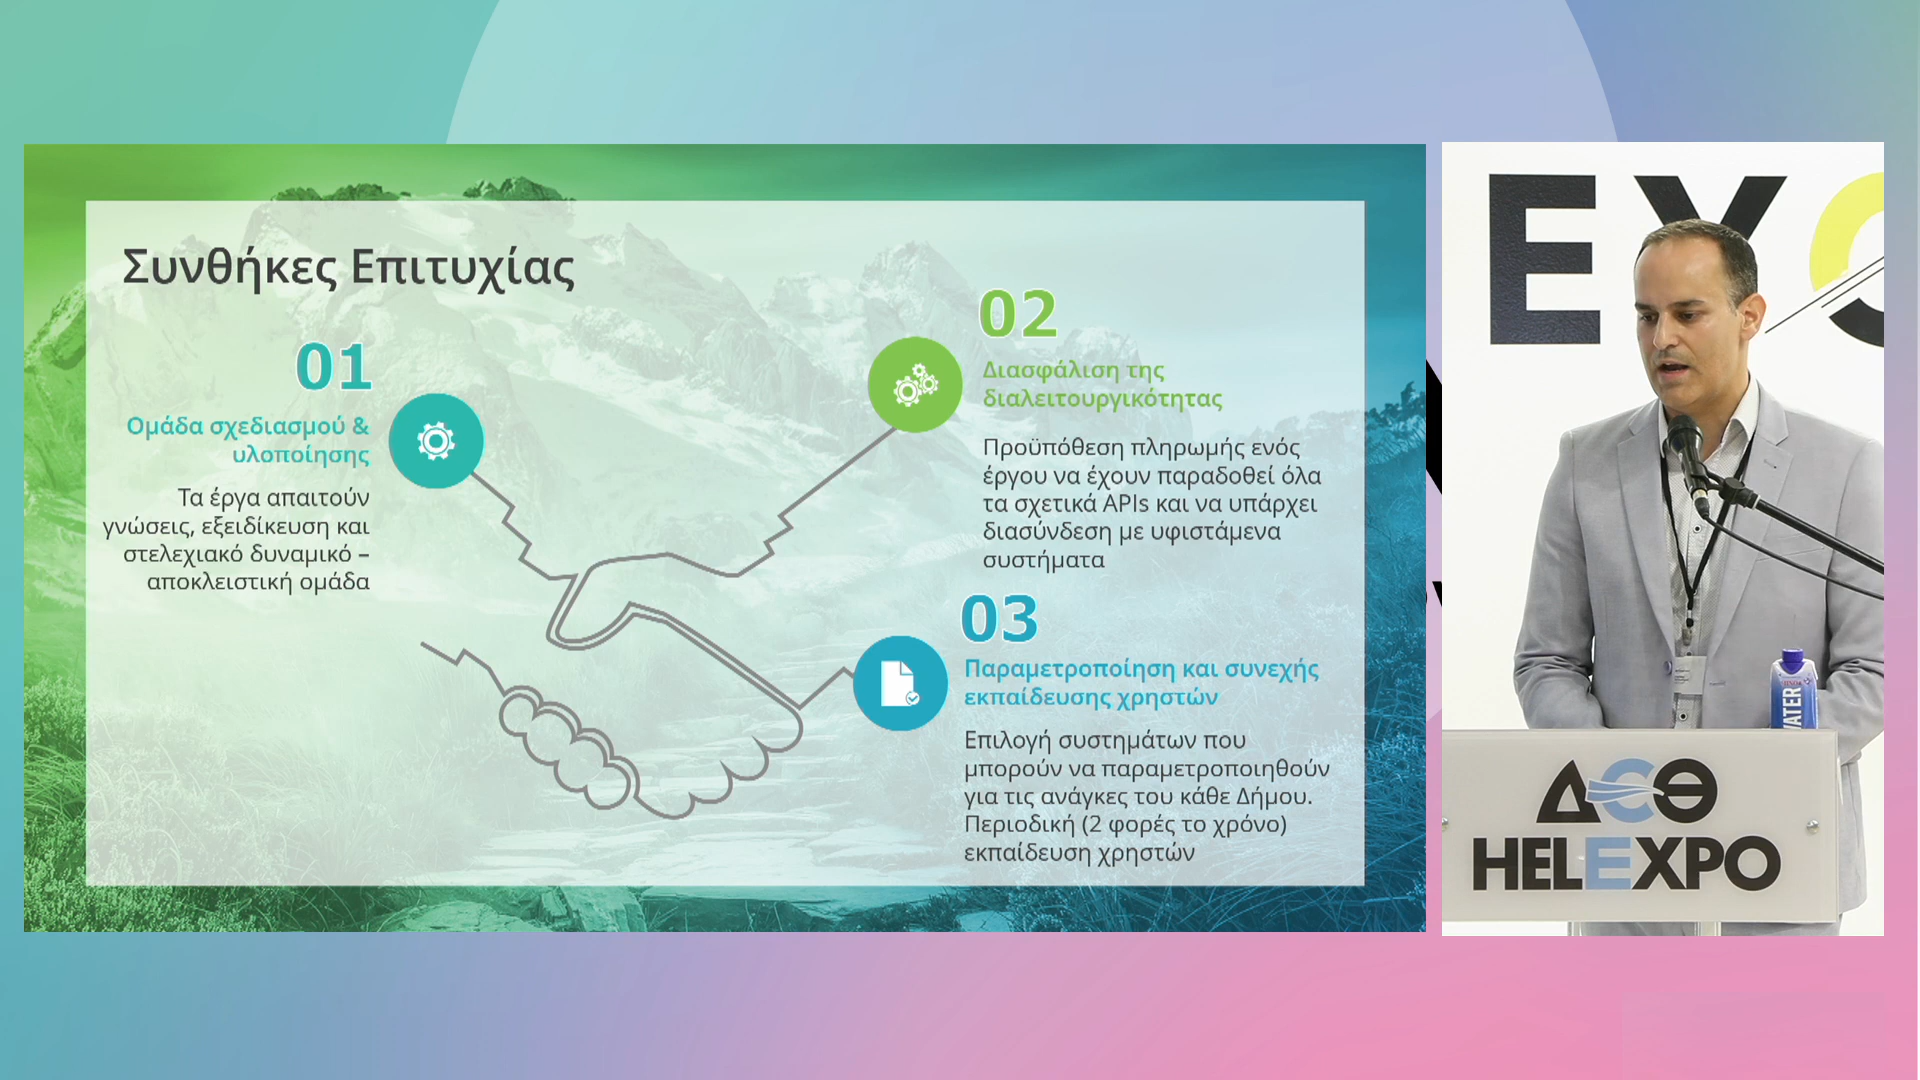 Συνθήκες Επιτυχίας
01
Ομάδα σχεδιασμού &
υλοποίησης
Τα έργα απαιτούν
γνώσεις, εξειδίκευση και
στελεχιακό δυναμικό –
αποκλειστική ομάδα
02
Διασφάλιση της
διαλειτουργικότητας
Προϋπόθεση πληρωμής ενός
έργου να έχουν παραδοθεί όλα
τα σχετικά APIs και να υπάρχει
διασύνδεση με υφιστάμενα
συστήματα
03
Παραμετροποίηση και συνεχής
εκπαίδευσης χρηστών
Επιλογή συστημάτων που
μπορούν να παραμετροποιηθούν
για τις ανάγκες του κάθε Δήμου.
Περιοδική (2 φορές το χρόνο)
εκπαίδευση χρηστών
WATER
ΔΕΘ
HELEXPO